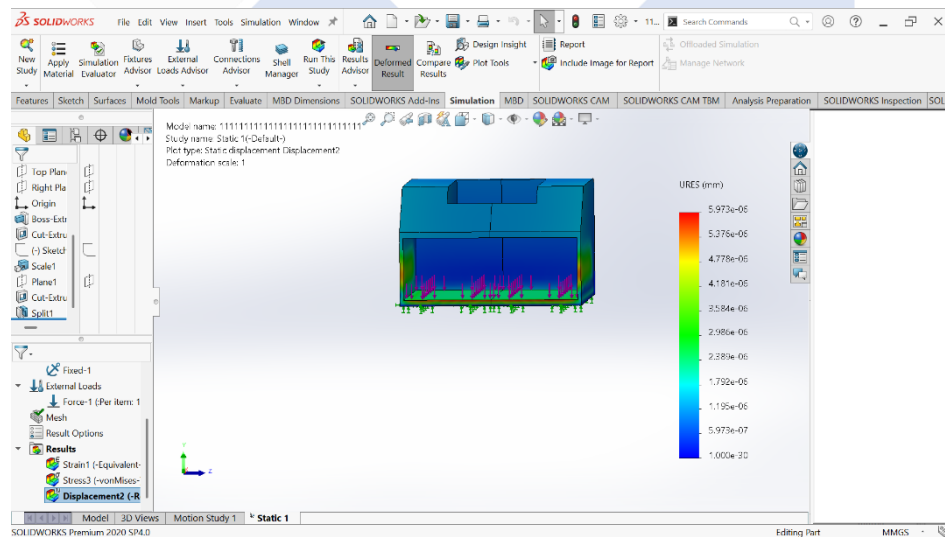 SOLIDWORKS File Edit View Insert Tools Simulation Window 11... Search Commands
New Study
Apply Material
Simulation Evaluator
Fixtures Advisor
External Loads Advisor
Connections Advisor
Shell Manager
Run This Study
Results Advisor
Deformed Result
Compare Results
Design Insight
Plot Tools
Report
Include Image for Report
Offloaded Simulation
Manage Network
Features Sketch Surfaces Mold Tools Markup Evaluate MBD Dimensions SOLIDWORKS Add-Ins Simulation MBD SOLIDWORKS CAM SOLIDWORKS CAM TBM Analysis Preparation SOLIDWORKS Inspection SOL
Study name: Static 1(-Default-)
Plot type: Static displacement Displacement2
Deformation scale: 1
Top Plan
Right Pla
Origin
Boss-Extr
Cut-Extru
(-) Sketch
Scale1
Plane1
Cut-Extru
Split1
Fixed-1
External Loads
Force-1 (:Per item: 1
Mesh
Result Options
Results
Strain1 (-Equivalent-
Stress3 (-vonMises-
Displacement2 (-R
URES (mm)
5.973e-06
5.376e-06
4.778e-06
4.181e-06
3.584e-06
2.986e-06
2.389e-06
1.792e-06
1.195e-06
5.973e-07
1.000e-30
Model 3D Views Motion Study 1 Static 1
SOLIDWORKS Premium 2020 SP4.0 Editing Part MMGS